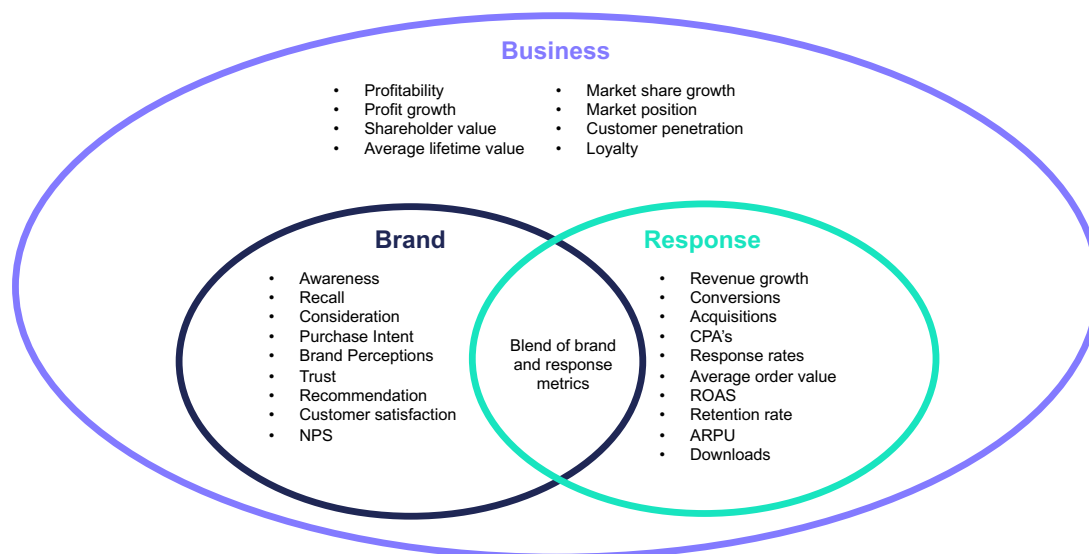 Business
• Profitability
• Profit growth
• Shareholder value
• Average lifetime value
• Market share growth
• Market position
• Customer penetration
• Loyalty
Brand
• Awareness
• Recall
• Consideration
• Purchase Intent
• Brand Perceptions
• Trust
• Recommendation
• Customer satisfaction
• NPS
Blend of brand
and response
metrics
Response
• Revenue growth
• Conversions
• Acquisitions
• CPA’s
• Response rates
• Average order value
• ROAS
• Retention rate
• ARPU
• Downloads